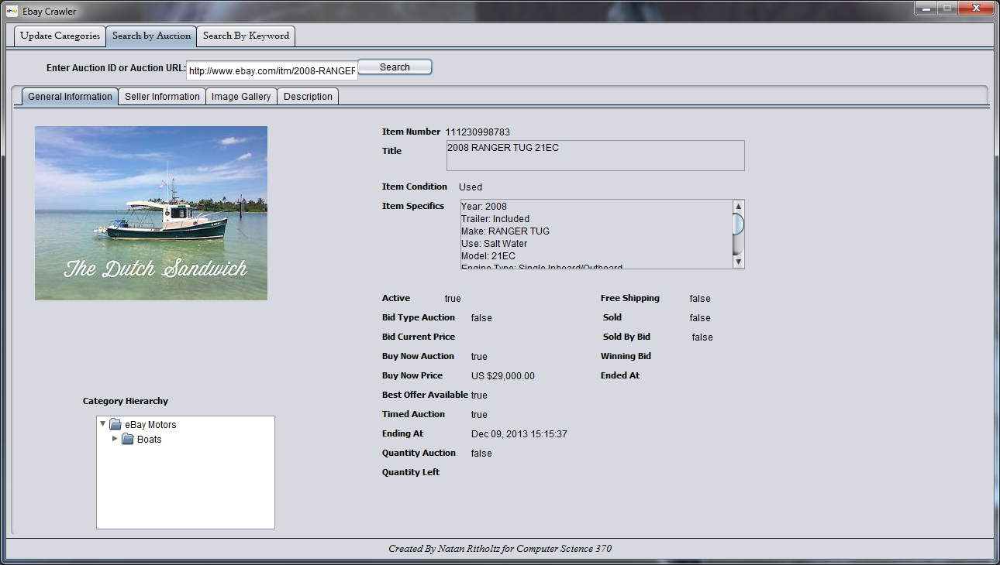 Ebay Crawler
Update Categories Search by Auction Search By Keyword
Enter Auction ID or Auction URL: http://www.ebay.com/itm/2008-RANGEF Search
General Information Seller Information Image Gallery Description
Item Number 111230998783
Title 2008 RANGER TUG 21EC
The Dutch Sandwich
Item Condition Used
Item Specifics Year: 2008
Trailer: Included
Make: RANGER TUG
Use: Salt Water
Model: 21EC
Engine Type: Single Inboard/Outboard
Active true Free Shipping false
Bid Type Auction false Sold false
Bid Current Price Sold By Bid false
Buy Now Auction true Winning Bid
Buy Now Price US $29,000.00 Ended At
Best Offer Available true
Timed Auction true
Ending At Dec 09, 2013 15:15:37
Quantity Auction false
Quantity Left
Category Hierarchy
eBay Motors
Boats
Created By Natan Ritholtz for Computer Science 370